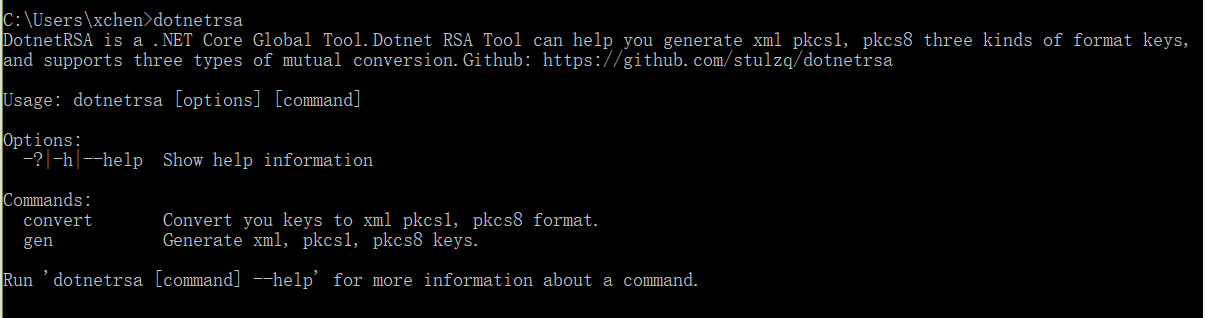 C:\Users\xchen>dotnetrsa
DotnetRSA is a .NET Core Global Tool.Dotnet RSA Tool can help you generate xml pkcs1, pkcs8 three kinds of format keys,
and supports three types of mutual conversion.Github: https://github.com/stulzq/dotnetrsa
Usage: dotnetrsa [options] [command]
Options:
  -?|-h|--help  Show help information
Commands:
  convert       Convert you keys to xml pkcs1, pkcs8 format.
  gen           Generate xml, pkcs1, pkcs8 keys.
Run 'dotnetrsa [command] --help' for more information about a command.